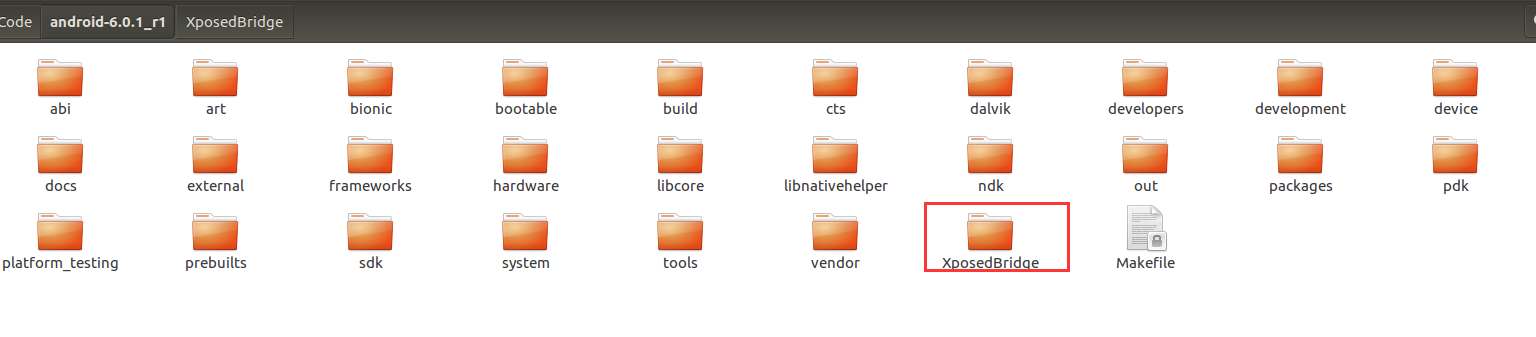 Code android-6.0.1_r1 XposedBridge
abi art bionic bootable build cts dalvik developers development device
docs external frameworks hardware libcore libnativehelper ndk out packages pdk
platform_testing prebuilts sdk system tools vendor XposedBridge Makefile